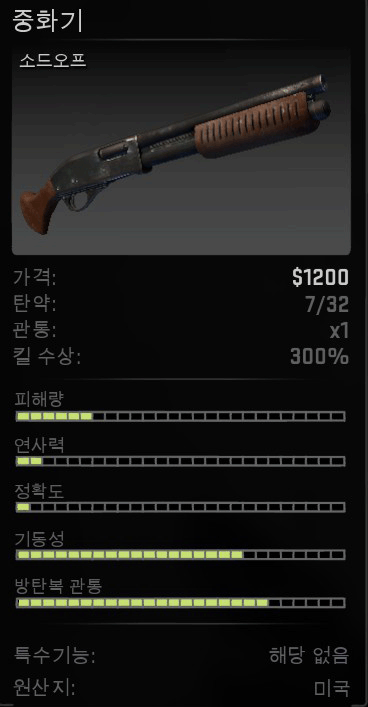 중화기
소드오프
가격: $1200
탄약: 7/32
관통: x1
킬 수상: 300%
피해량
연사력
정확도
기동성
방탄복 관통
특수기능: 해당 없음
원산지: 미국